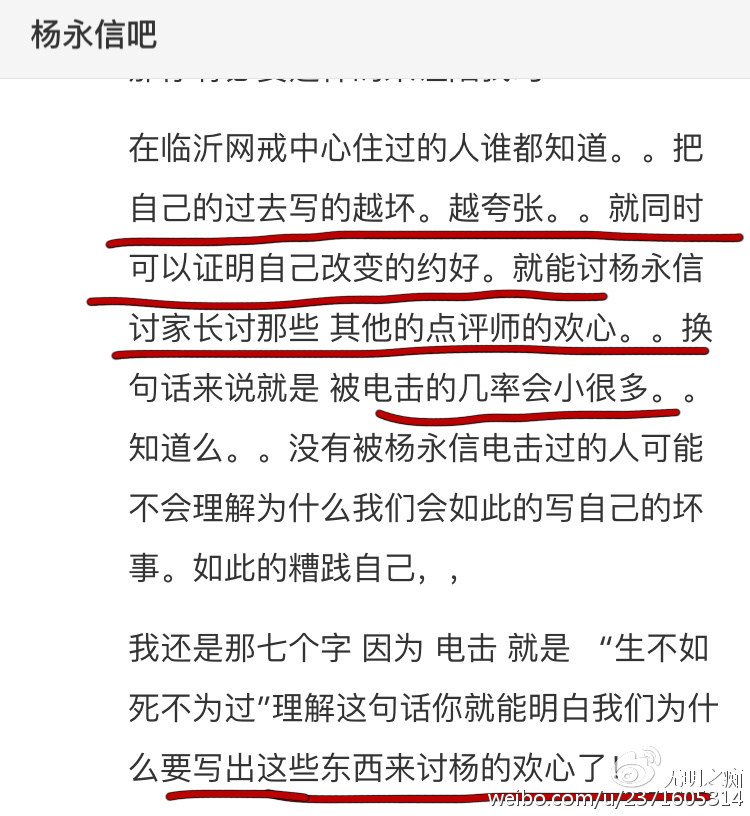 杨永信吧
在临沂网戒中心住过的人谁都知道。。把
自己的过去写的越坏。越夸张。。就同时
可以证明自己改变的约好。就能讨杨永信
讨家长讨那些 其他的点评师的欢心。。换
句话来说就是 被电击的几率会小很多。。
知道么。。没有被杨永信电击过的人可能
不会理解为什么我们会如此的写自己的坏
事。如此的糟践自己，，
我还是那七个字 因为 电击 就是 “生不如
死不为过”理解这句话你就能明白我们为什
么要写出这些东西来讨杨的欢心了！
weibo.com/u/2371605314